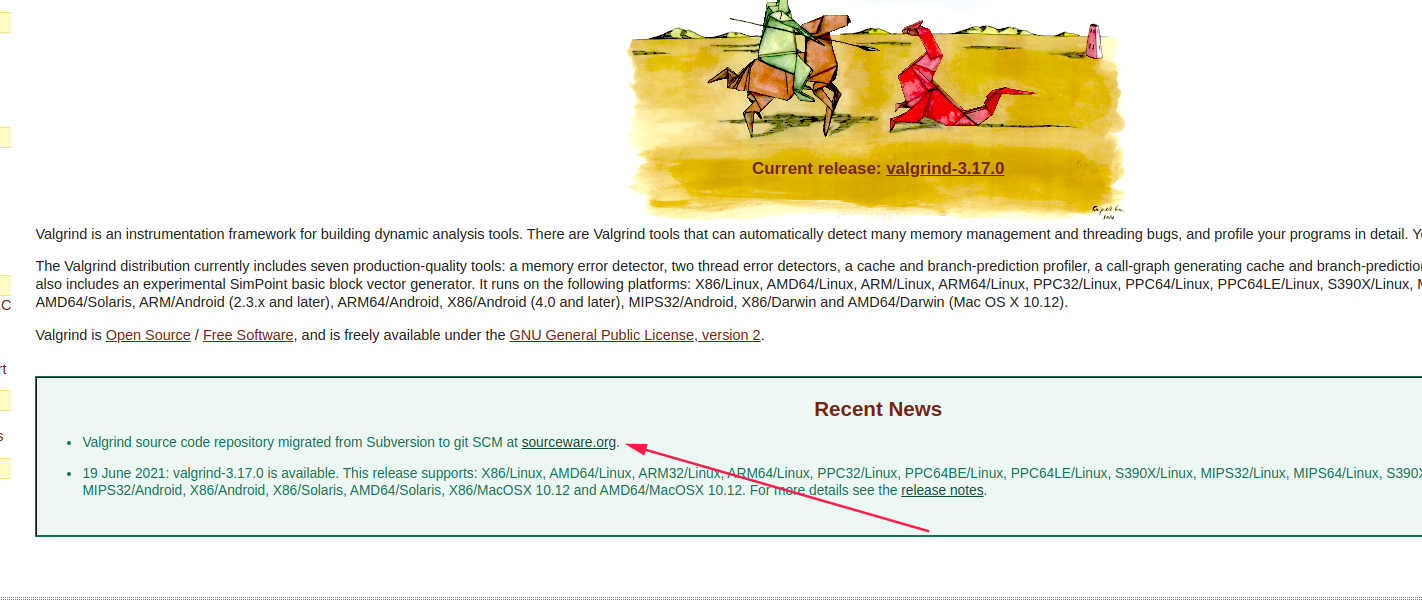 Current release: valgrind-3.17.0
Valgrind is an instrumentation framework for building dynamic analysis tools. There are Valgrind tools that can automatically detect many memory management and threading bugs, and profile your programs in detail.
The Valgrind distribution currently includes seven production-quality tools: a memory error detector, two thread error detectors, a cache and branch-prediction profiler, a call-graph generating cache and branch-prediction
C
also includes an experimental SimPoint basic block vector generator. It runs on the following platforms: X86/Linux, AMD64/Linux, ARM/Linux, ARM64/Linux, PPC32/Linux, PPC64/Linux, PPC64LE/Linux, S390X/Linux,
AMD64/Solaris, ARM/Android (2.3.x and later), ARM64/Android, X86/Android (4.0 and later), MIPS32/Android, X86/Darwin and AMD64/Darwin (Mac OS X 10.12).
Valgrind is Open Source / Free Software, and is freely available under the GNU General Public License, version 2.
rt
s
Recent News
• Valgrind source code repository migrated from Subversion to git SCM at sourceware.org.
• 19 June 2021: valgrind-3.17.0 is available. This release supports: X86/Linux, AMD64/Linux, ARM32/Linux, ARM64/Linux, PPC32/Linux, PPC64BE/Linux, PPC64LE/Linux, S390X/Linux, MIPS32/Linux, MIPS64/Linux,
MIPS32/Android, X86/Android, X86/Solaris, AMD64/Solaris, X86/MacOSX 10.12 and AMD64/MacOSX 10.12. For more details see the release notes.